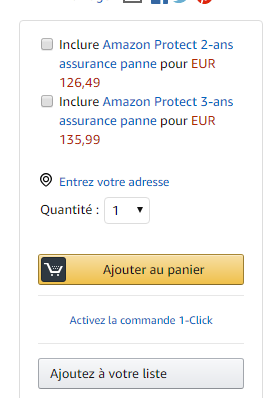 Inclure Amazon Protect 2-ans
assurance panne pour EUR
126,49
Inclure Amazon Protect 3-ans
assurance panne pour EUR
135,99
Entrez votre adresse
Quantité : 1
Ajouter au panier
Activez la commande 1-Click
Ajoutez à votre liste